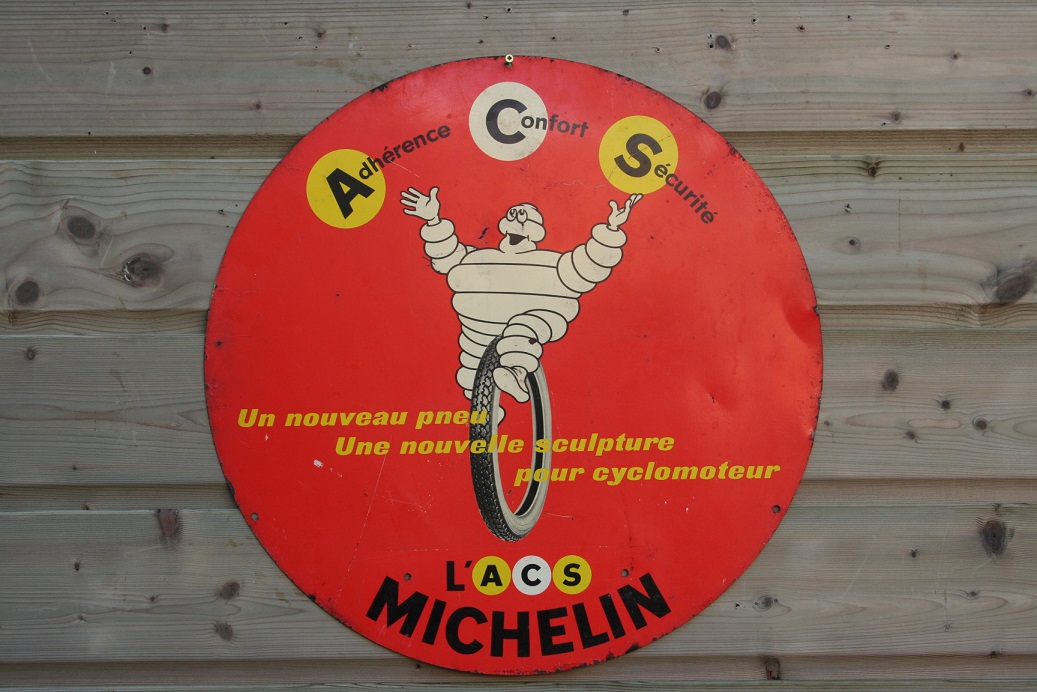 Adhérence Confort Sécurité
Un nouveau pneu
Une nouvelle sculpture
pour cyclomoteur
L'ACS
MICHELIN